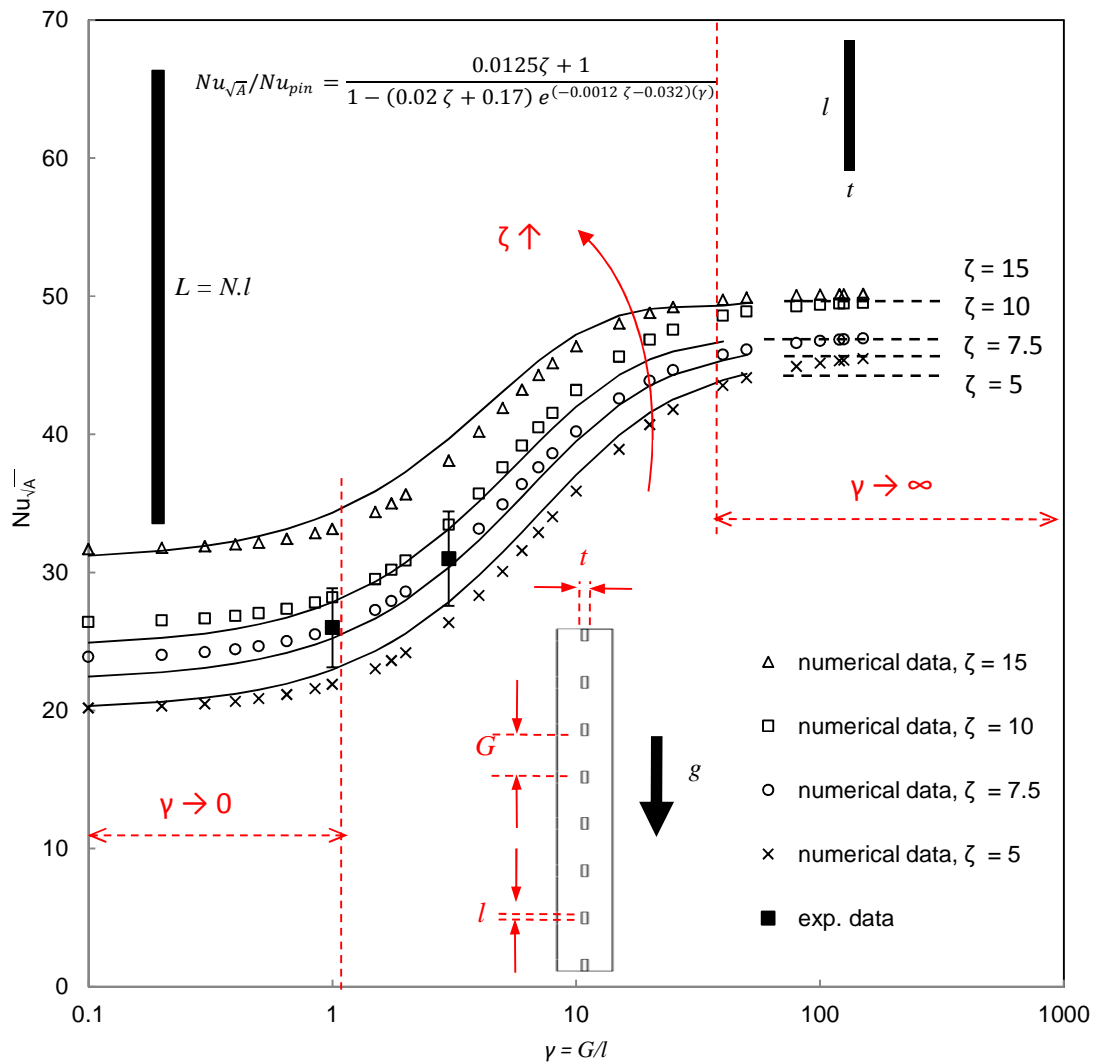 70
60
50
40
30
20
10
0
Nu√A
Nu√A/Nupin = 0.0125ζ + 1
1 − (0.02 ζ + 0.17) e(−0.0012 ζ−0.032)(γ)
L = N.l
l
t
ζ ↑
ζ = 15
ζ = 10
ζ = 7.5
ζ = 5
γ → ∞
γ → 0
t
G
l
g
numerical data, ζ = 15
numerical data, ζ = 10
numerical data, ζ = 7.5
numerical data, ζ = 5
exp. data
0.1 1 10 100 1000
γ = G/l